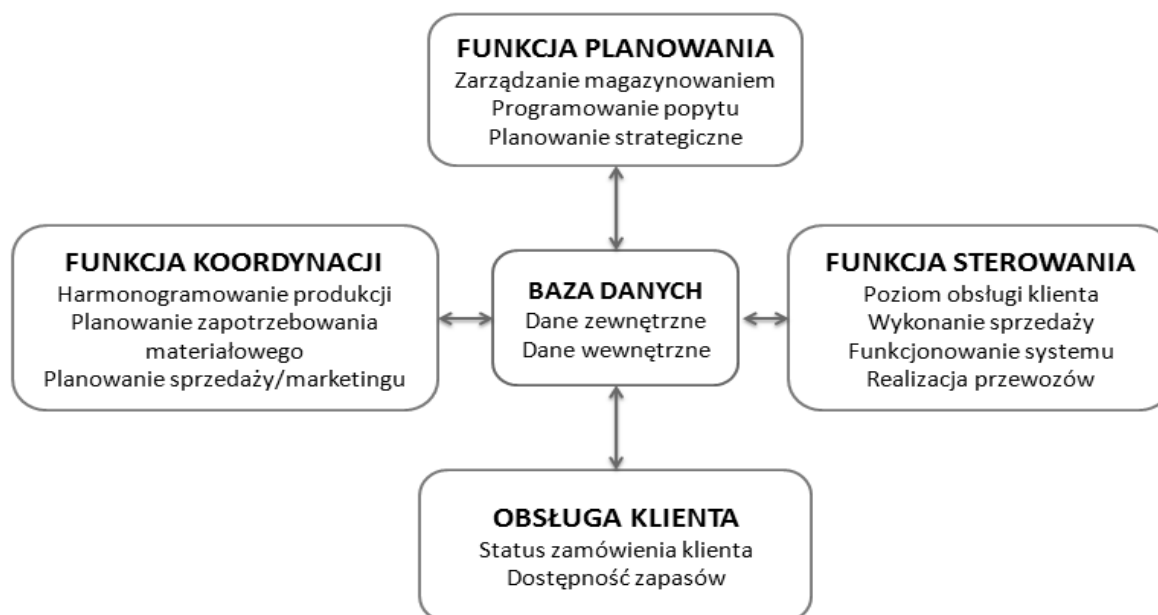 FUNKCJA PLANOWANIA
Zarządzanie magazynowaniem
Programowanie popytu
Planowanie strategiczne
FUNKCJA KOORDYNACJI
Harmonogramowanie produkcji
Planowanie zapotrzebowania
materiałowego
Planowanie sprzedaży/marketingu
BAZA DANYCH
Dane zewnętrzne
Dane wewnętrzne
FUNKCJA STEROWANIA
Poziom obsługi klienta
Wykonanie sprzedaży
Funkcjonowanie systemu
Realizacja przewozów
OBSŁUGA KLIENTA
Status zamówienia klienta
Dostępność zapasów